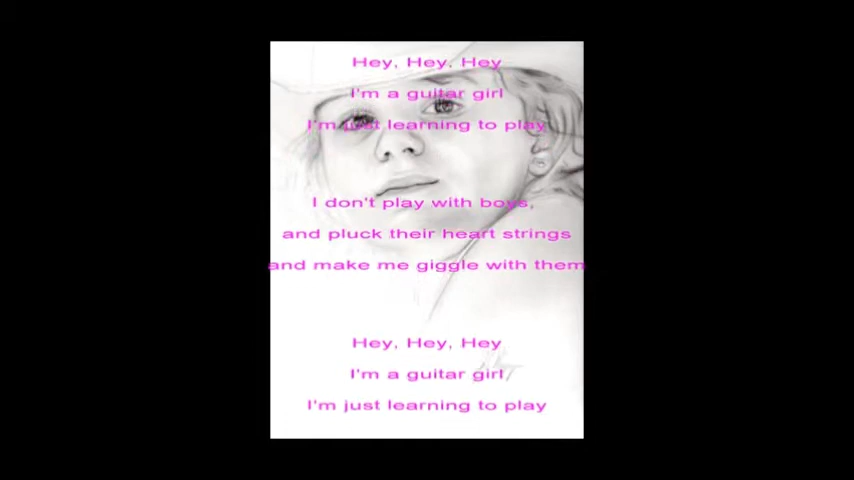 Hey, Hey. Hey
I'm a guitar girl
I'm just learning to play
I don't play with boys,
and pluck their heart strings
and make me giggle with them
Hey, Hey, Hey
I'm a guitar girl
I'm just learning to play